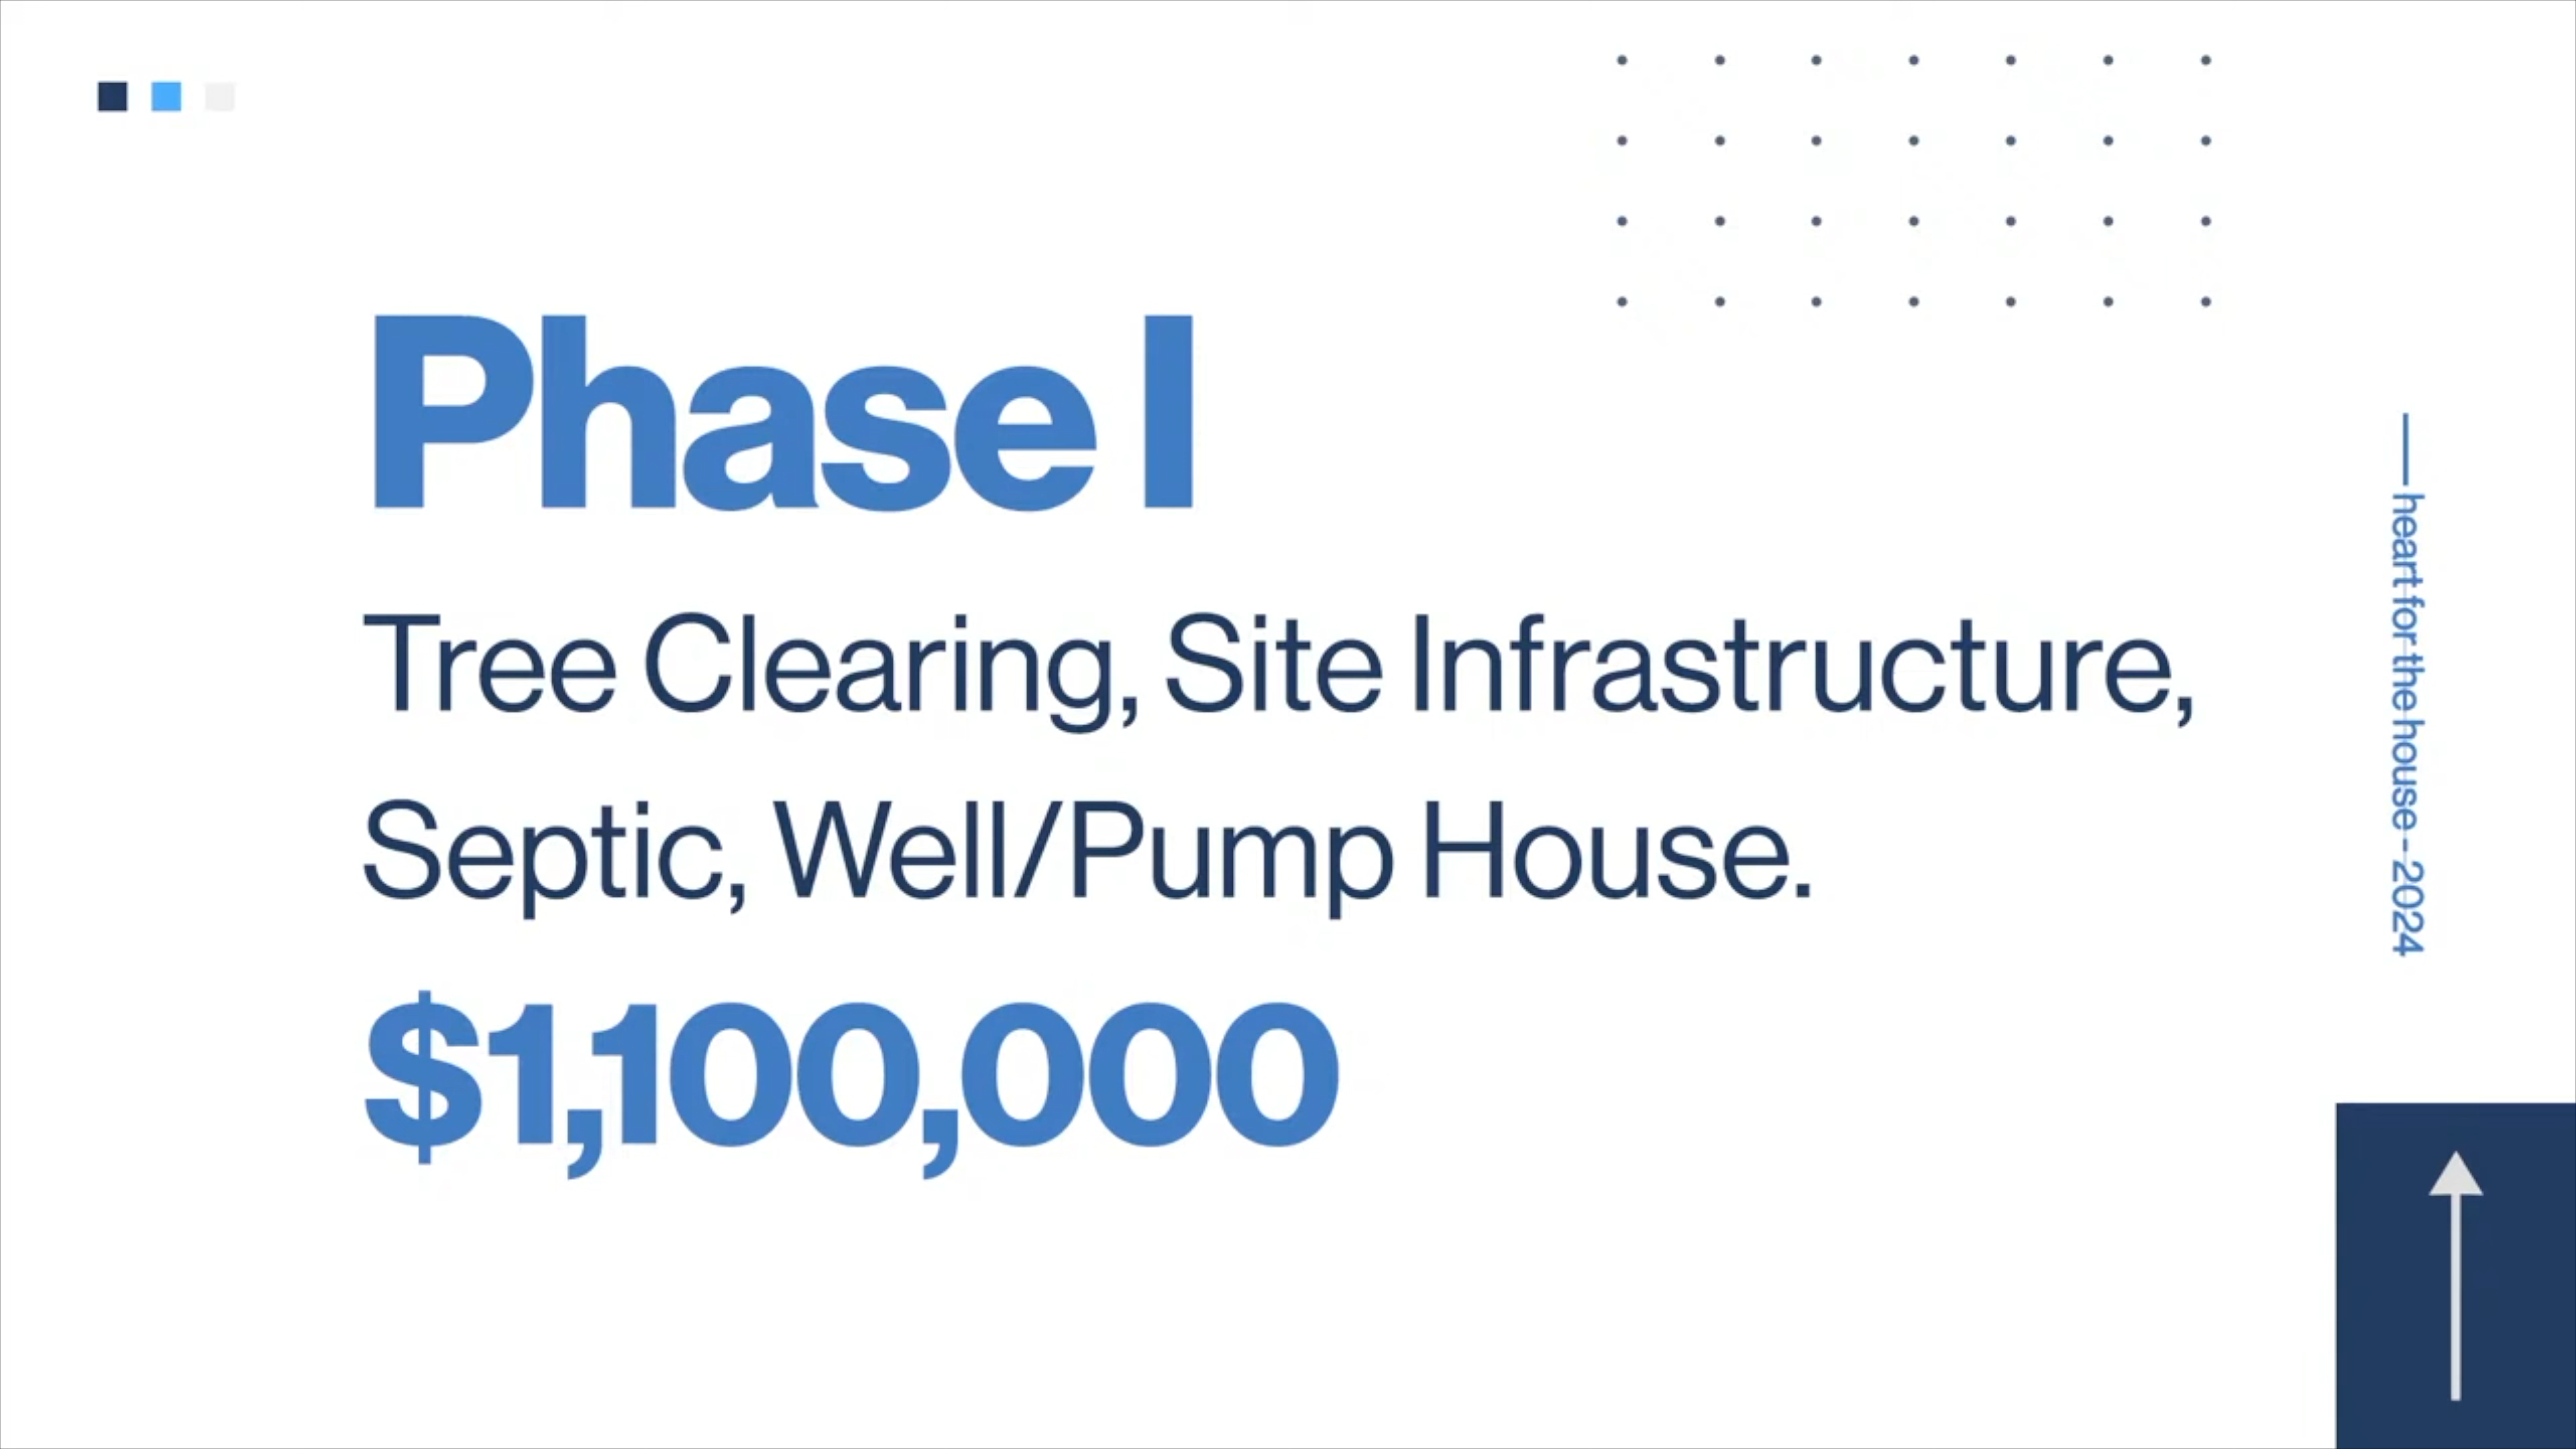 Phase I
Tree Clearing, Site Infrastructure,
Septic, Well/Pump House.
$1,100,000
heart for the house - 2024